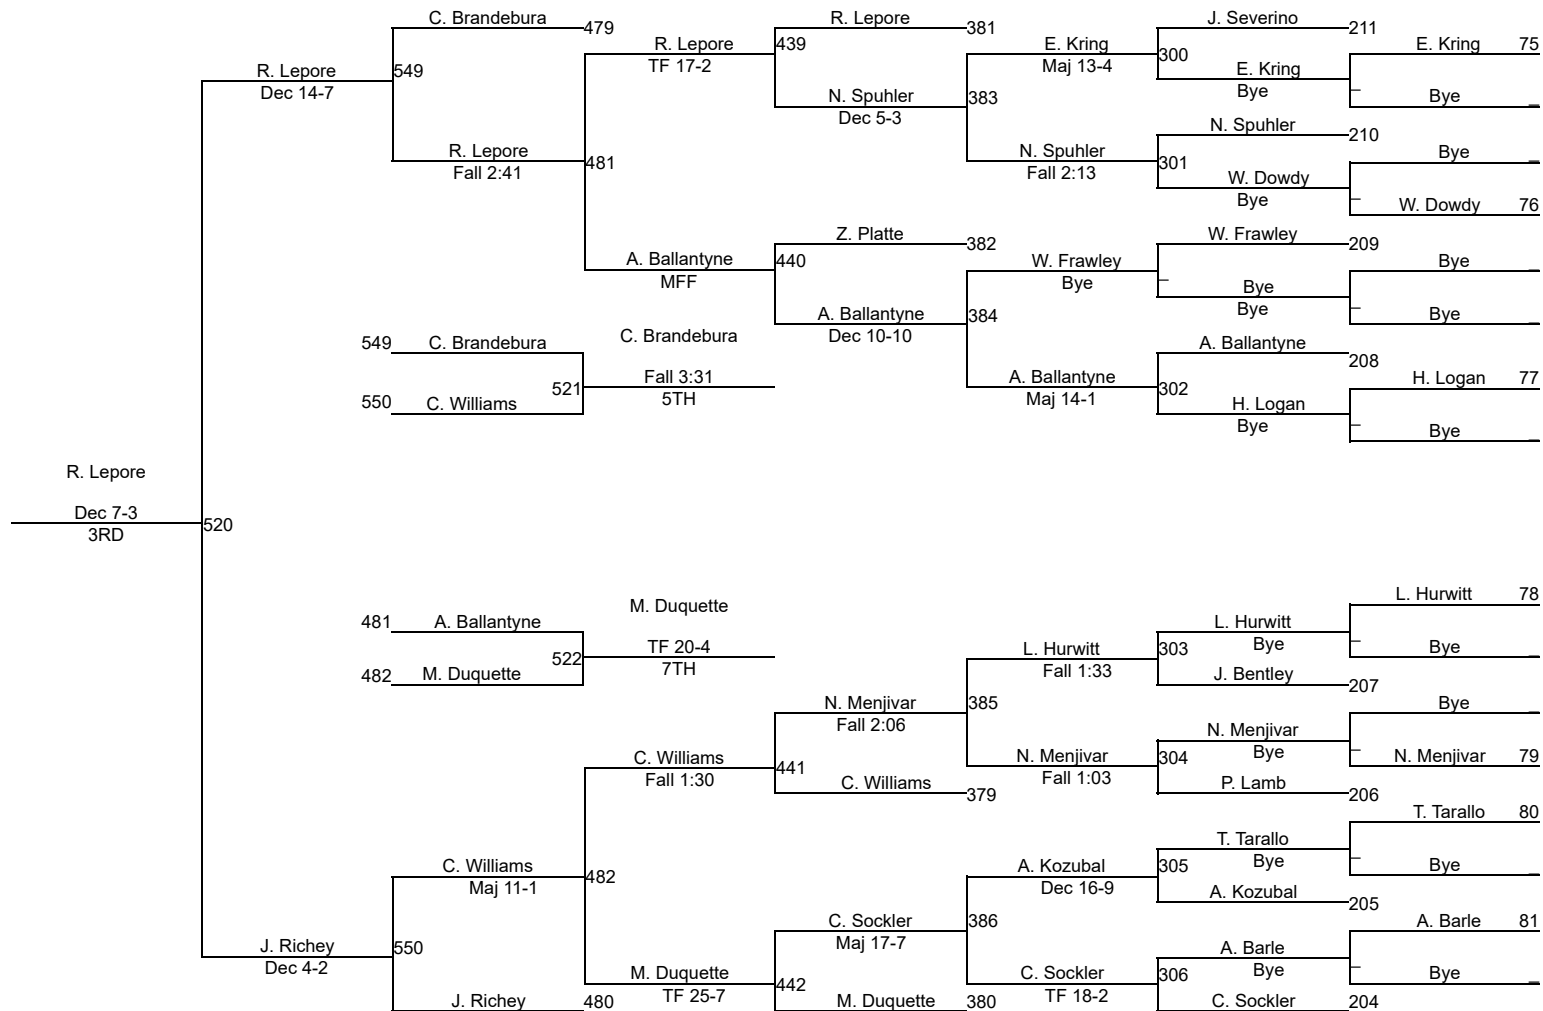 C. Brandebura
479
R. Lepore
381
J. Severino
211
R. Lepore
TF 17-2
439
E. Kring
Maj 13-4
300
E. Kring 75
R. Lepore
Dec 14-7
549
E. Kring
Bye
N. Spuhler
Dec 5-3
383
Bye
N. Spuhler
210
R. Lepore
Fall 2:41
481
N. Spuhler
Fall 2:13
301
Bye
W. Dowdy
Bye
W. Dowdy 76
Z. Platte
382
W. Frawley
209
A. Ballantyne
MFF
440
W. Frawley
Bye
Bye
Bye
Bye
A. Ballantyne
Dec 10-10
384
Bye
549
C. Brandebura
C. Brandebura
A. Ballantyne
208
521
Fall 3:31
5TH
A. Ballantyne
Maj 14-1
302
H. Logan 77
550
C. Williams
H. Logan
Bye
Bye
R. Lepore
Dec 7-3
3RD
520
L. Hurwitt 78
M. Duquette
481
A. Ballantyne
L. Hurwitt
Bye
522
TF 20-4
7TH
L. Hurwitt
Fall 1:33
303
Bye
482
M. Duquette
J. Bentley
207
N. Menjivar
Fall 2:06
385
Bye
N. Menjivar
Bye
C. Williams
Fall 1:30
441
N. Menjivar
Fall 1:03
304
N. Menjivar 79
C. Williams
379
P. Lamb
206
T. Tarallo 80
T. Tarallo
Bye
C. Williams
Maj 11-1
482
A. Kozubal
Dec 16-9
305
Bye
A. Kozubal
205
C. Sockler
Maj 17-7
386
A. Barle 81
J. Richey
Dec 4-2
550
A. Barle
Bye
M. Duquette
TF 25-7
442
C. Sockler
TF 18-2
306
Bye
J. Richey
480
M. Duquette
380
C. Sockler
204